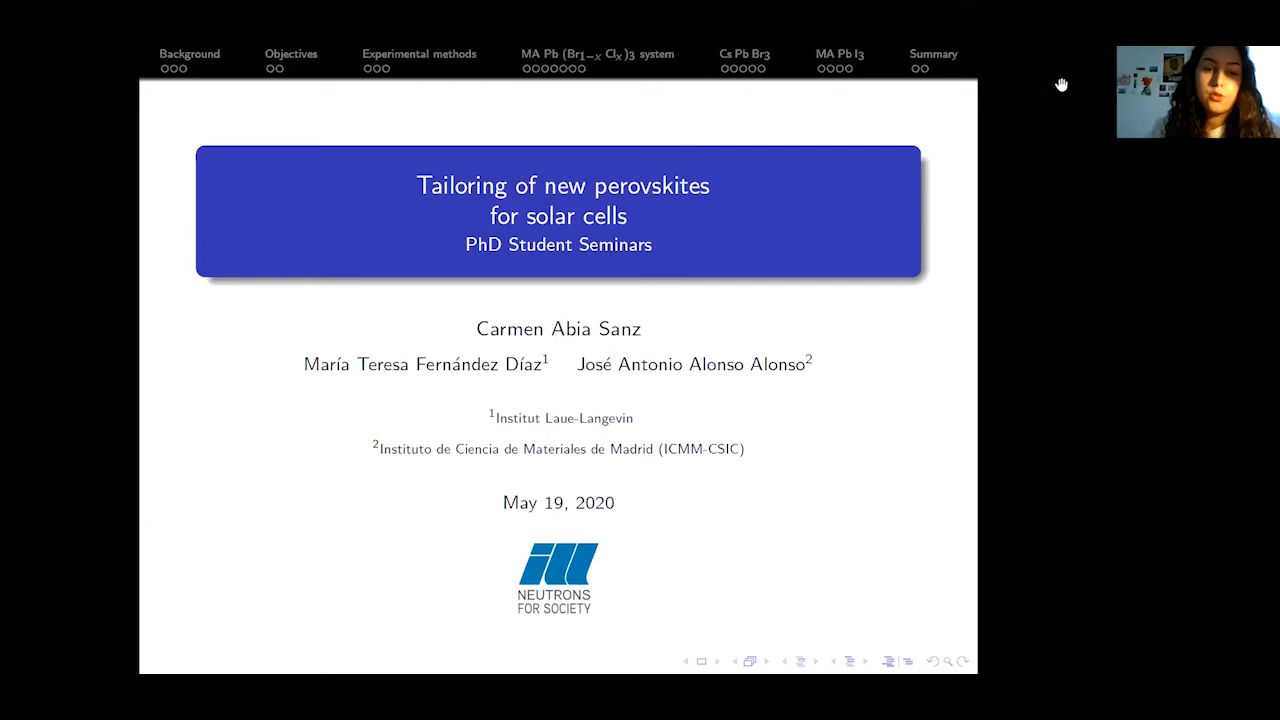 Background Objectives Experimental methods MA Pb (Br₁₋ₓ Clₓ)₃ system Cs Pb Br₃ MA Pb I₃ Summary
Tailoring of new perovskites
for solar cells
PhD Student Seminars
Carmen Abia Sanz
María Teresa Fernández Díaz¹ José Antonio Alonso Alonso²
¹Institut Laue-Langevin
²Instituto de Ciencia de Materiales de Madrid (ICMM-CSIC)
May 19, 2020
ill
NEUTRONS
FOR SOCIETY